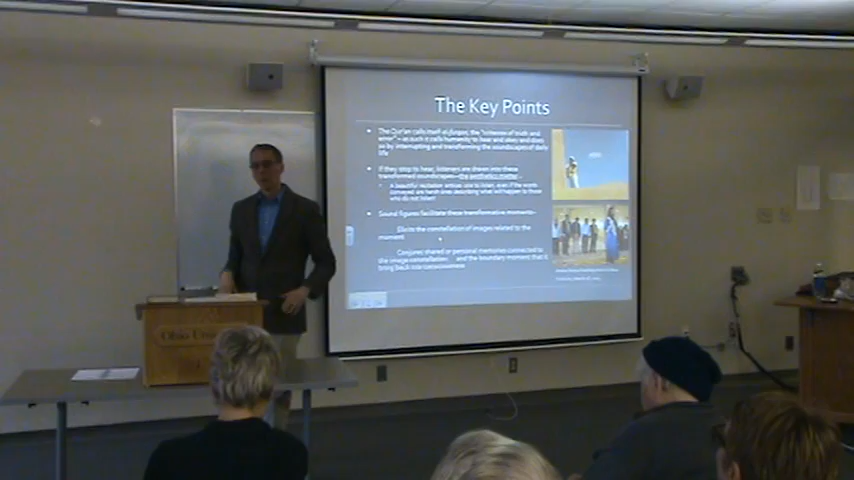 The Key Points
The Qur'an calls itself al-furqan, the "criterion of truth and
error" – as such it calls humanity to hear and obey and does
so by interrupting and transforming the soundscapes of daily
life
If they stop to hear, listeners are drawn into these
transformed soundscapes—the aesthetics matter –
A beautiful recitation entices one to listen, even if the words
conveyed are harsh ones describing what will happen to those
who do not listen!
Sound figures facilitate these transformative moments–
Elicits the constellation of images related to the
moment
Conjures shared or personal memories connected to
the image constellation and the boundary moment that it
bring back into consciousness
Ohio